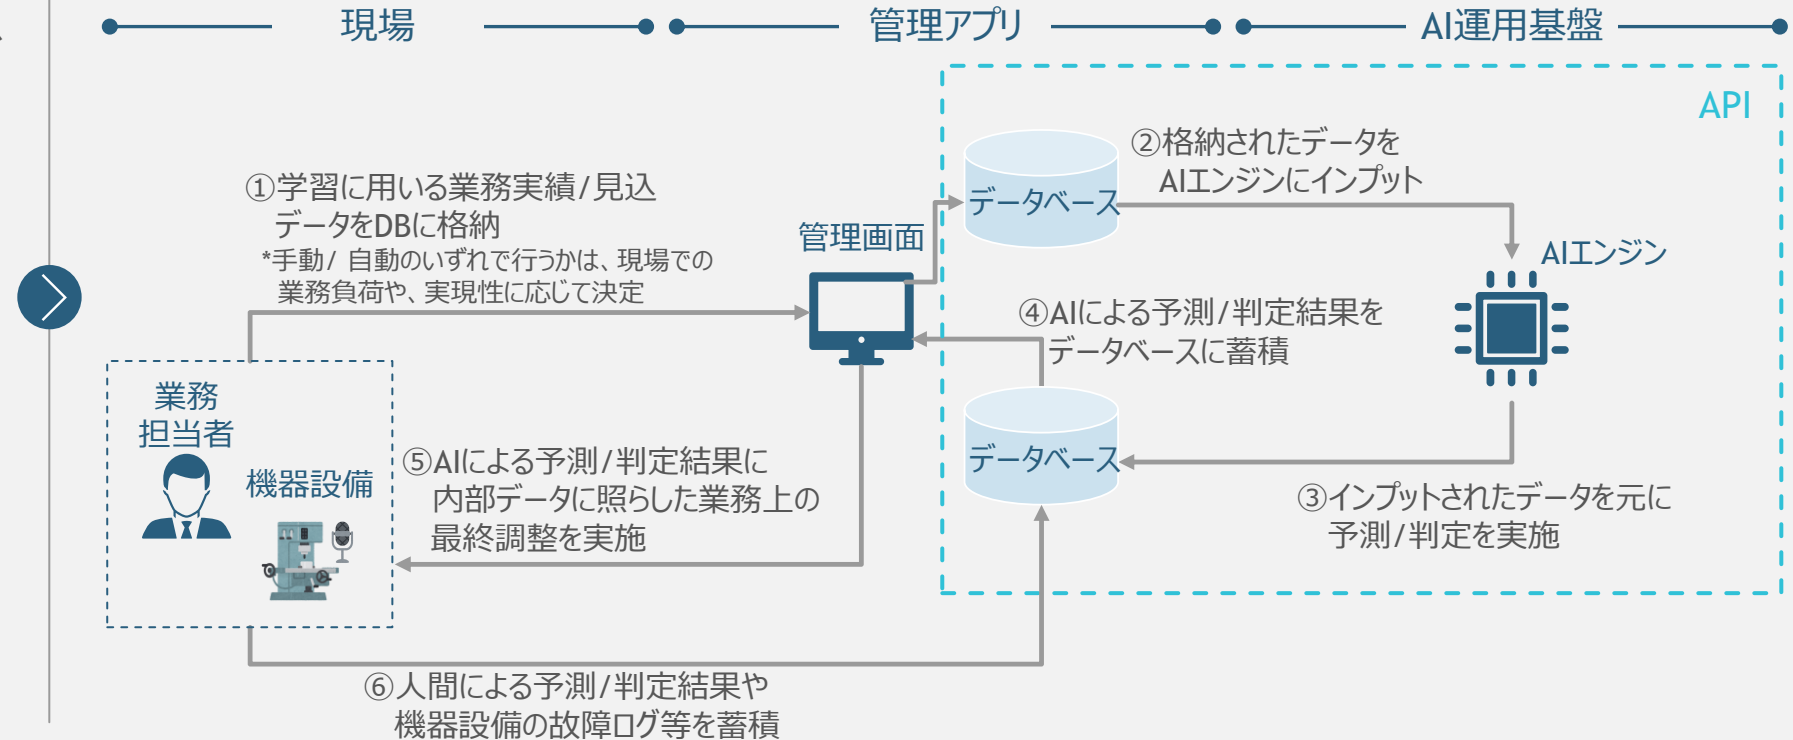 現場
管理アプリ
AI運用基盤
API
①学習に用いる業務実績/見込
データをDBに格納
*手動/ 自動のいずれで行うかは、現場での
業務負荷や、実現性に応じて決定
管理画面
データベース
②格納されたデータを
AIエンジンにインプット
AIエンジン
④AIによる予測/判定結果を
データベースに蓄積
データベース
③インプットされたデータを元に
予測/判定を実施
業務
担当者
機器設備
⑤AIによる予測/判定結果に
内部データに照らした業務上の
最終調整を実施
⑥人間による予測/判定結果や
機器設備の故障ログ等を蓄積